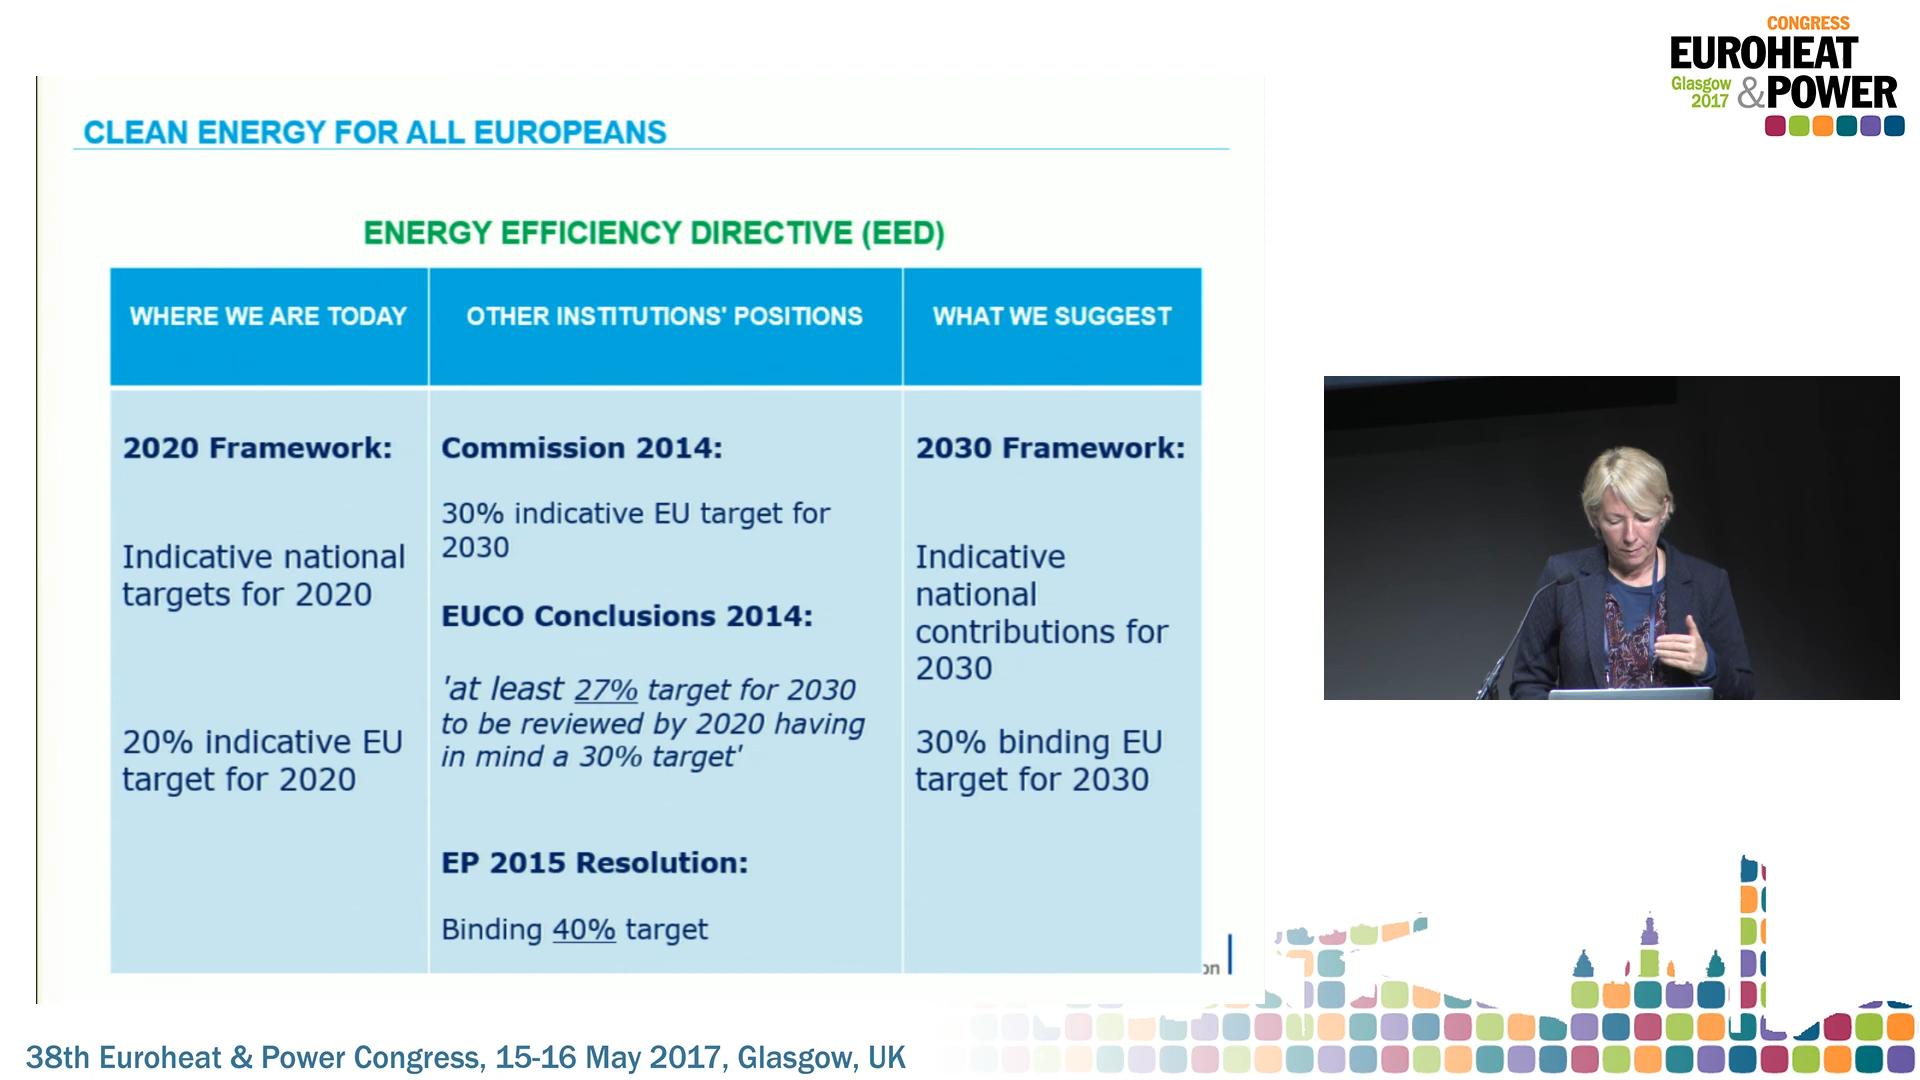 CONGRESS
EUROHEAT
Glasgow
2017
&POWER
CLEAN ENERGY FOR ALL EUROPEANS
ENERGY EFFICIENCY DIRECTIVE (EED)
WHERE WE ARE TODAY
OTHER INSTITUTIONS' POSITIONS
WHAT WE SUGGEST
2020 Framework:
Indicative national
targets for 2020
20% indicative EU
target for 2020
Commission 2014:
30% indicative EU target for
2030
EUCO Conclusions 2014:
'at least 27% target for 2030
to be reviewed by 2020 having
in mind a 30% target'
EP 2015 Resolution:
Binding 40% target
2030 Framework:
Indicative
national
contributions for
2030
30% binding EU
target for 2030
38th Euroheat & Power Congress, 15-16 May 2017, Glasgow, UK